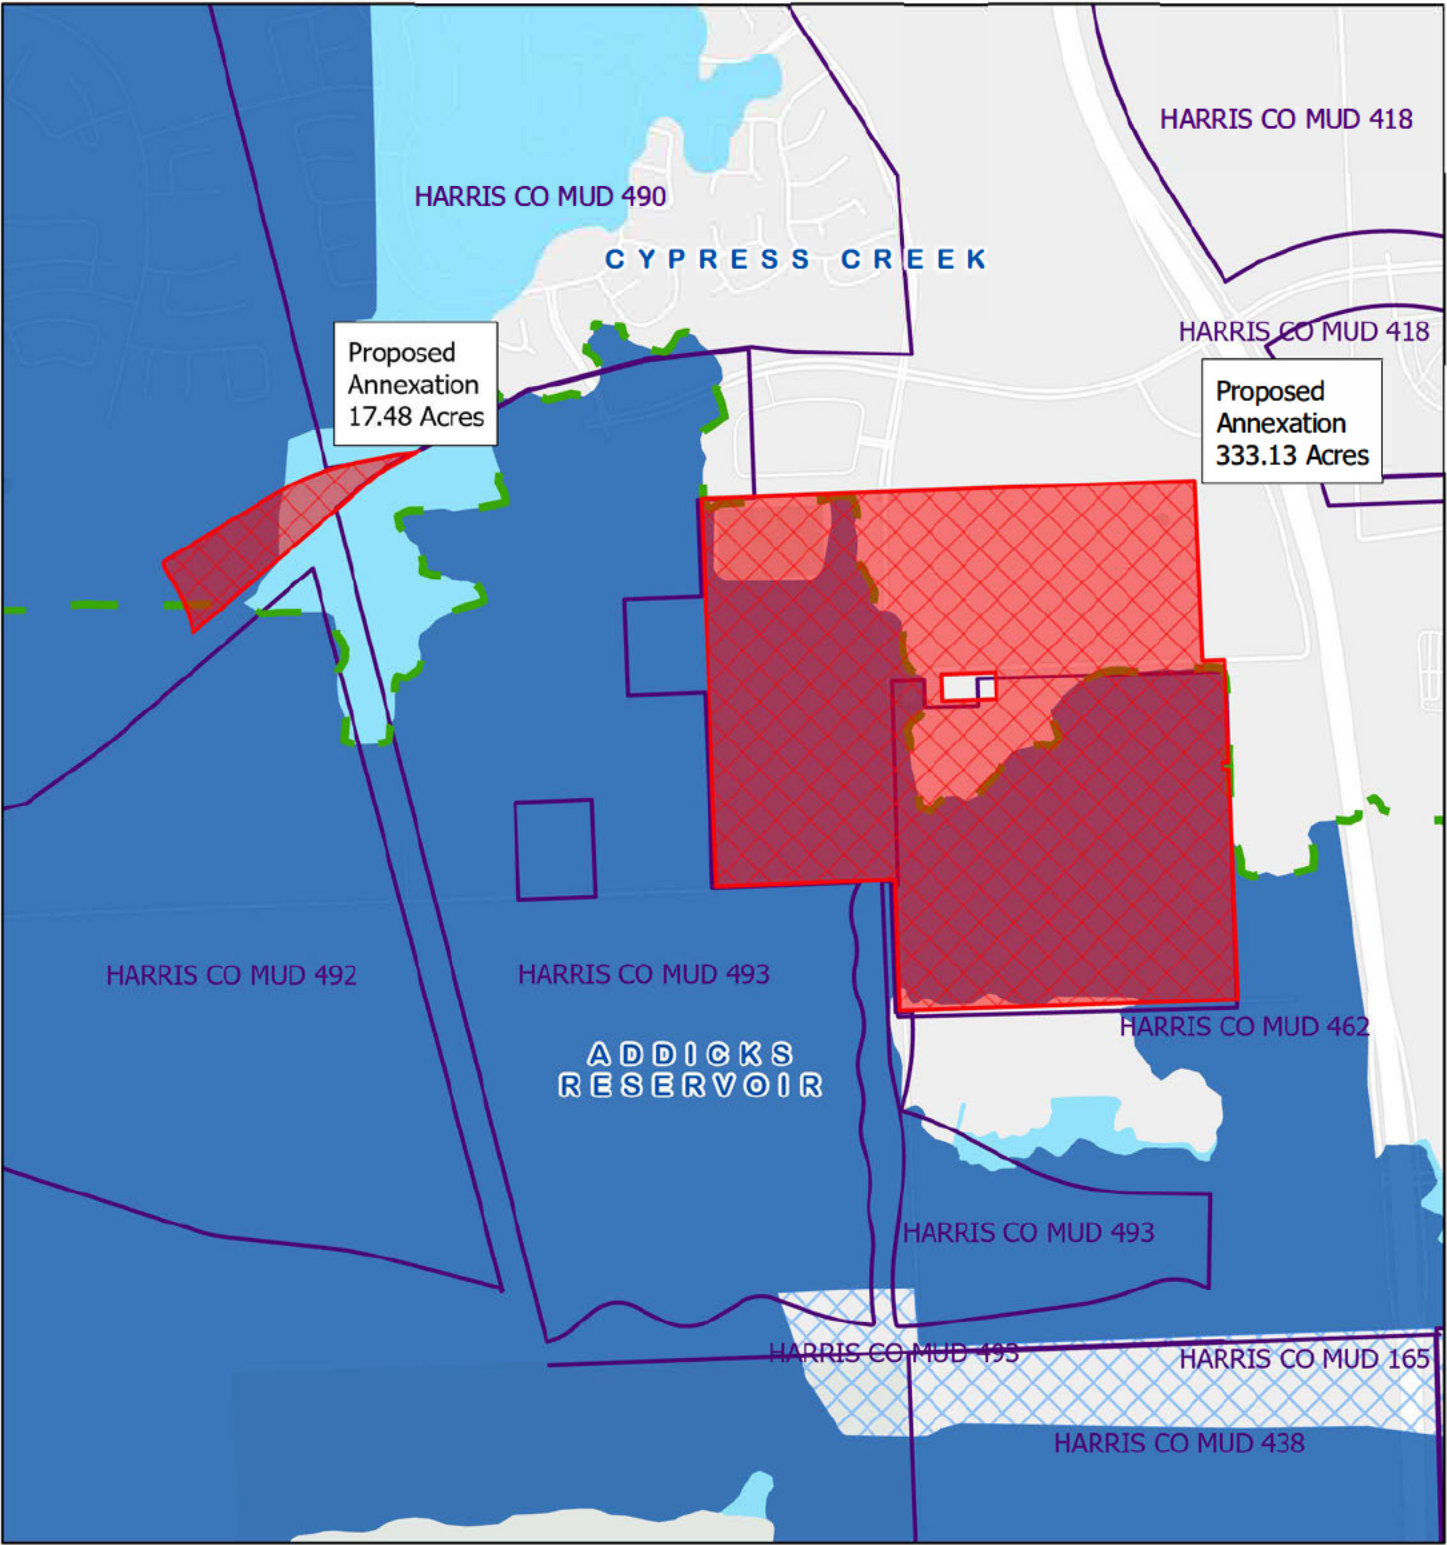 HARRIS CO MUD 418
HARRIS CO MUD 490
CYPRESS CREEK
HARRIS CO MUD 418
Proposed
Annexation
17.48 Acres
Proposed
Annexation
333.13 Acres
HARRIS CO MUD 492
HARRIS CO MUD 493
HARRIS CO MUD 462
ADDICKS
RESERVOIR
HARRIS CO MUD 493
HARRIS CO MUD 493
HARRIS CO MUD 165
HARRIS CO MUD 438